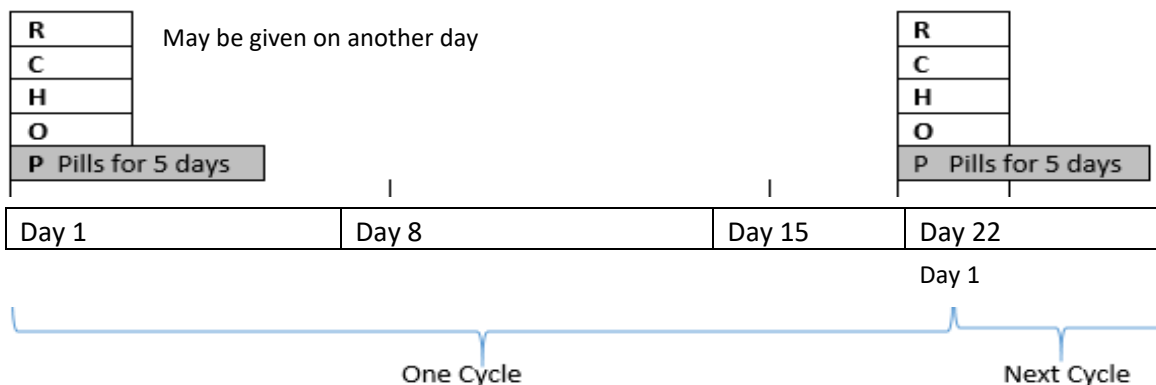 R
May be given on another day
R
C
C
H
H
O
O
P Pills for 5 days
P Pills for 5 days
Day 1 Day 8 Day 15 Day 22
Day 1
One Cycle
Next Cycle